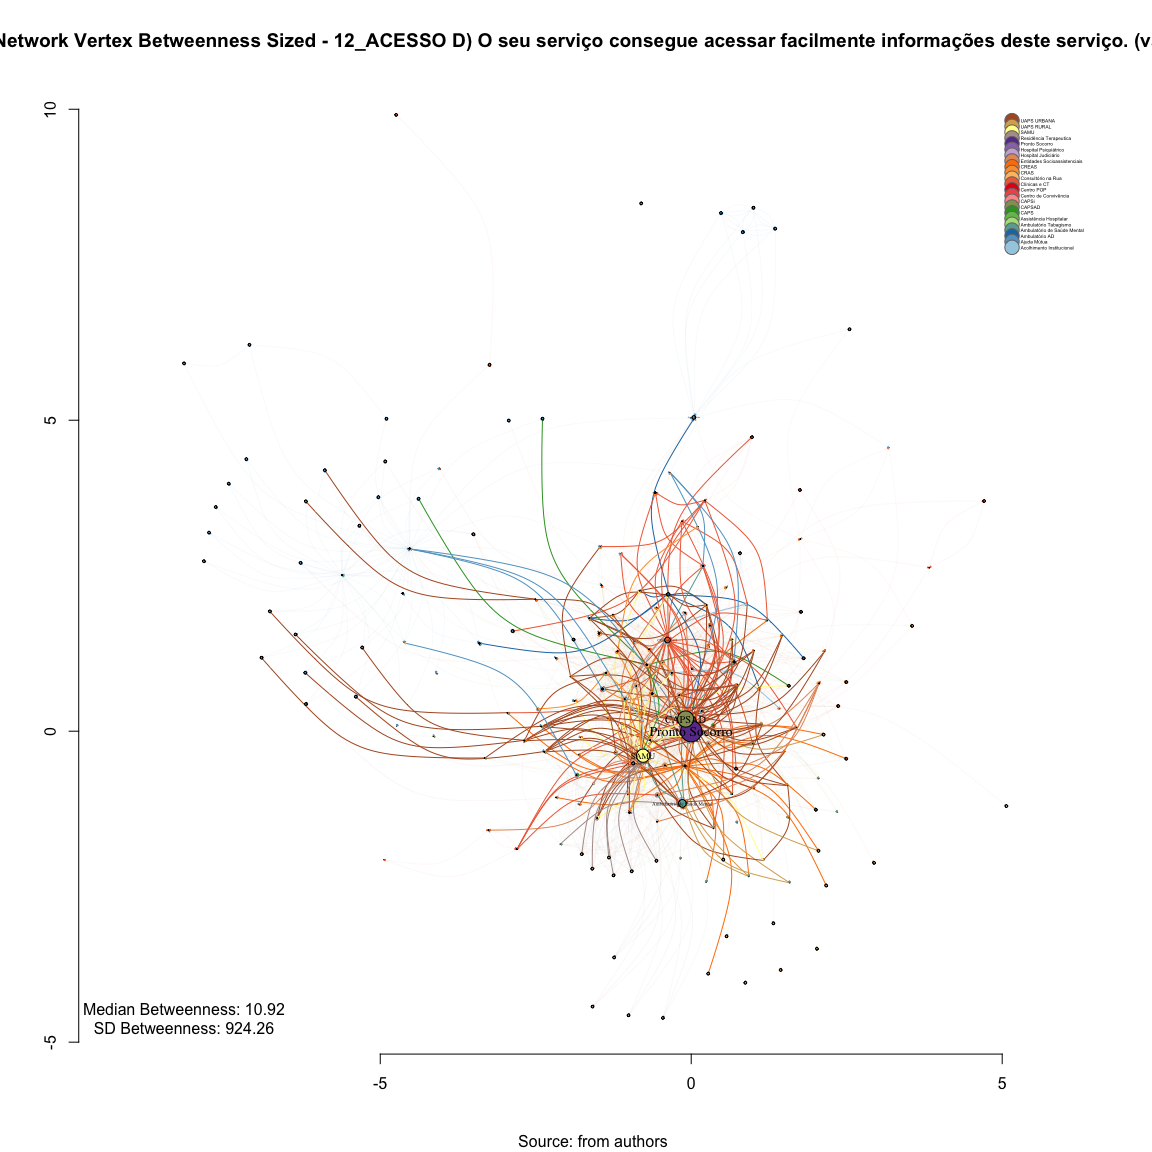 Network Vertex Betweenness Sized - 12_ACESSO D) O seu serviço consegue acessar facilmente informações deste serviço. (v
10
5
0
-5
UAPS URBANA
UAPS RURAL
SAMU
Residência Terapeutica
Pronto Socorro
Hospital Psiquiátrico
Hospital Judiciário
Entidades Socioassistenciais
CREAS
CRAS
Consultório na Rua
Clínicas e CT
Centro POP
Centro de Convivência
CAPSi
CAPSAD
CAPS
Assistência Hospitalar
Ambulatório Tabagismo
Ambulatório de Saúde Mental
Ambulatório AD
Ajuda Mútua
Acolhimento Institucional
CAPSAD
Pronto Socorro
SAMU
Median Betweenness: 10.92
SD Betweenness: 924.26
-5
0
5
Source: from authors